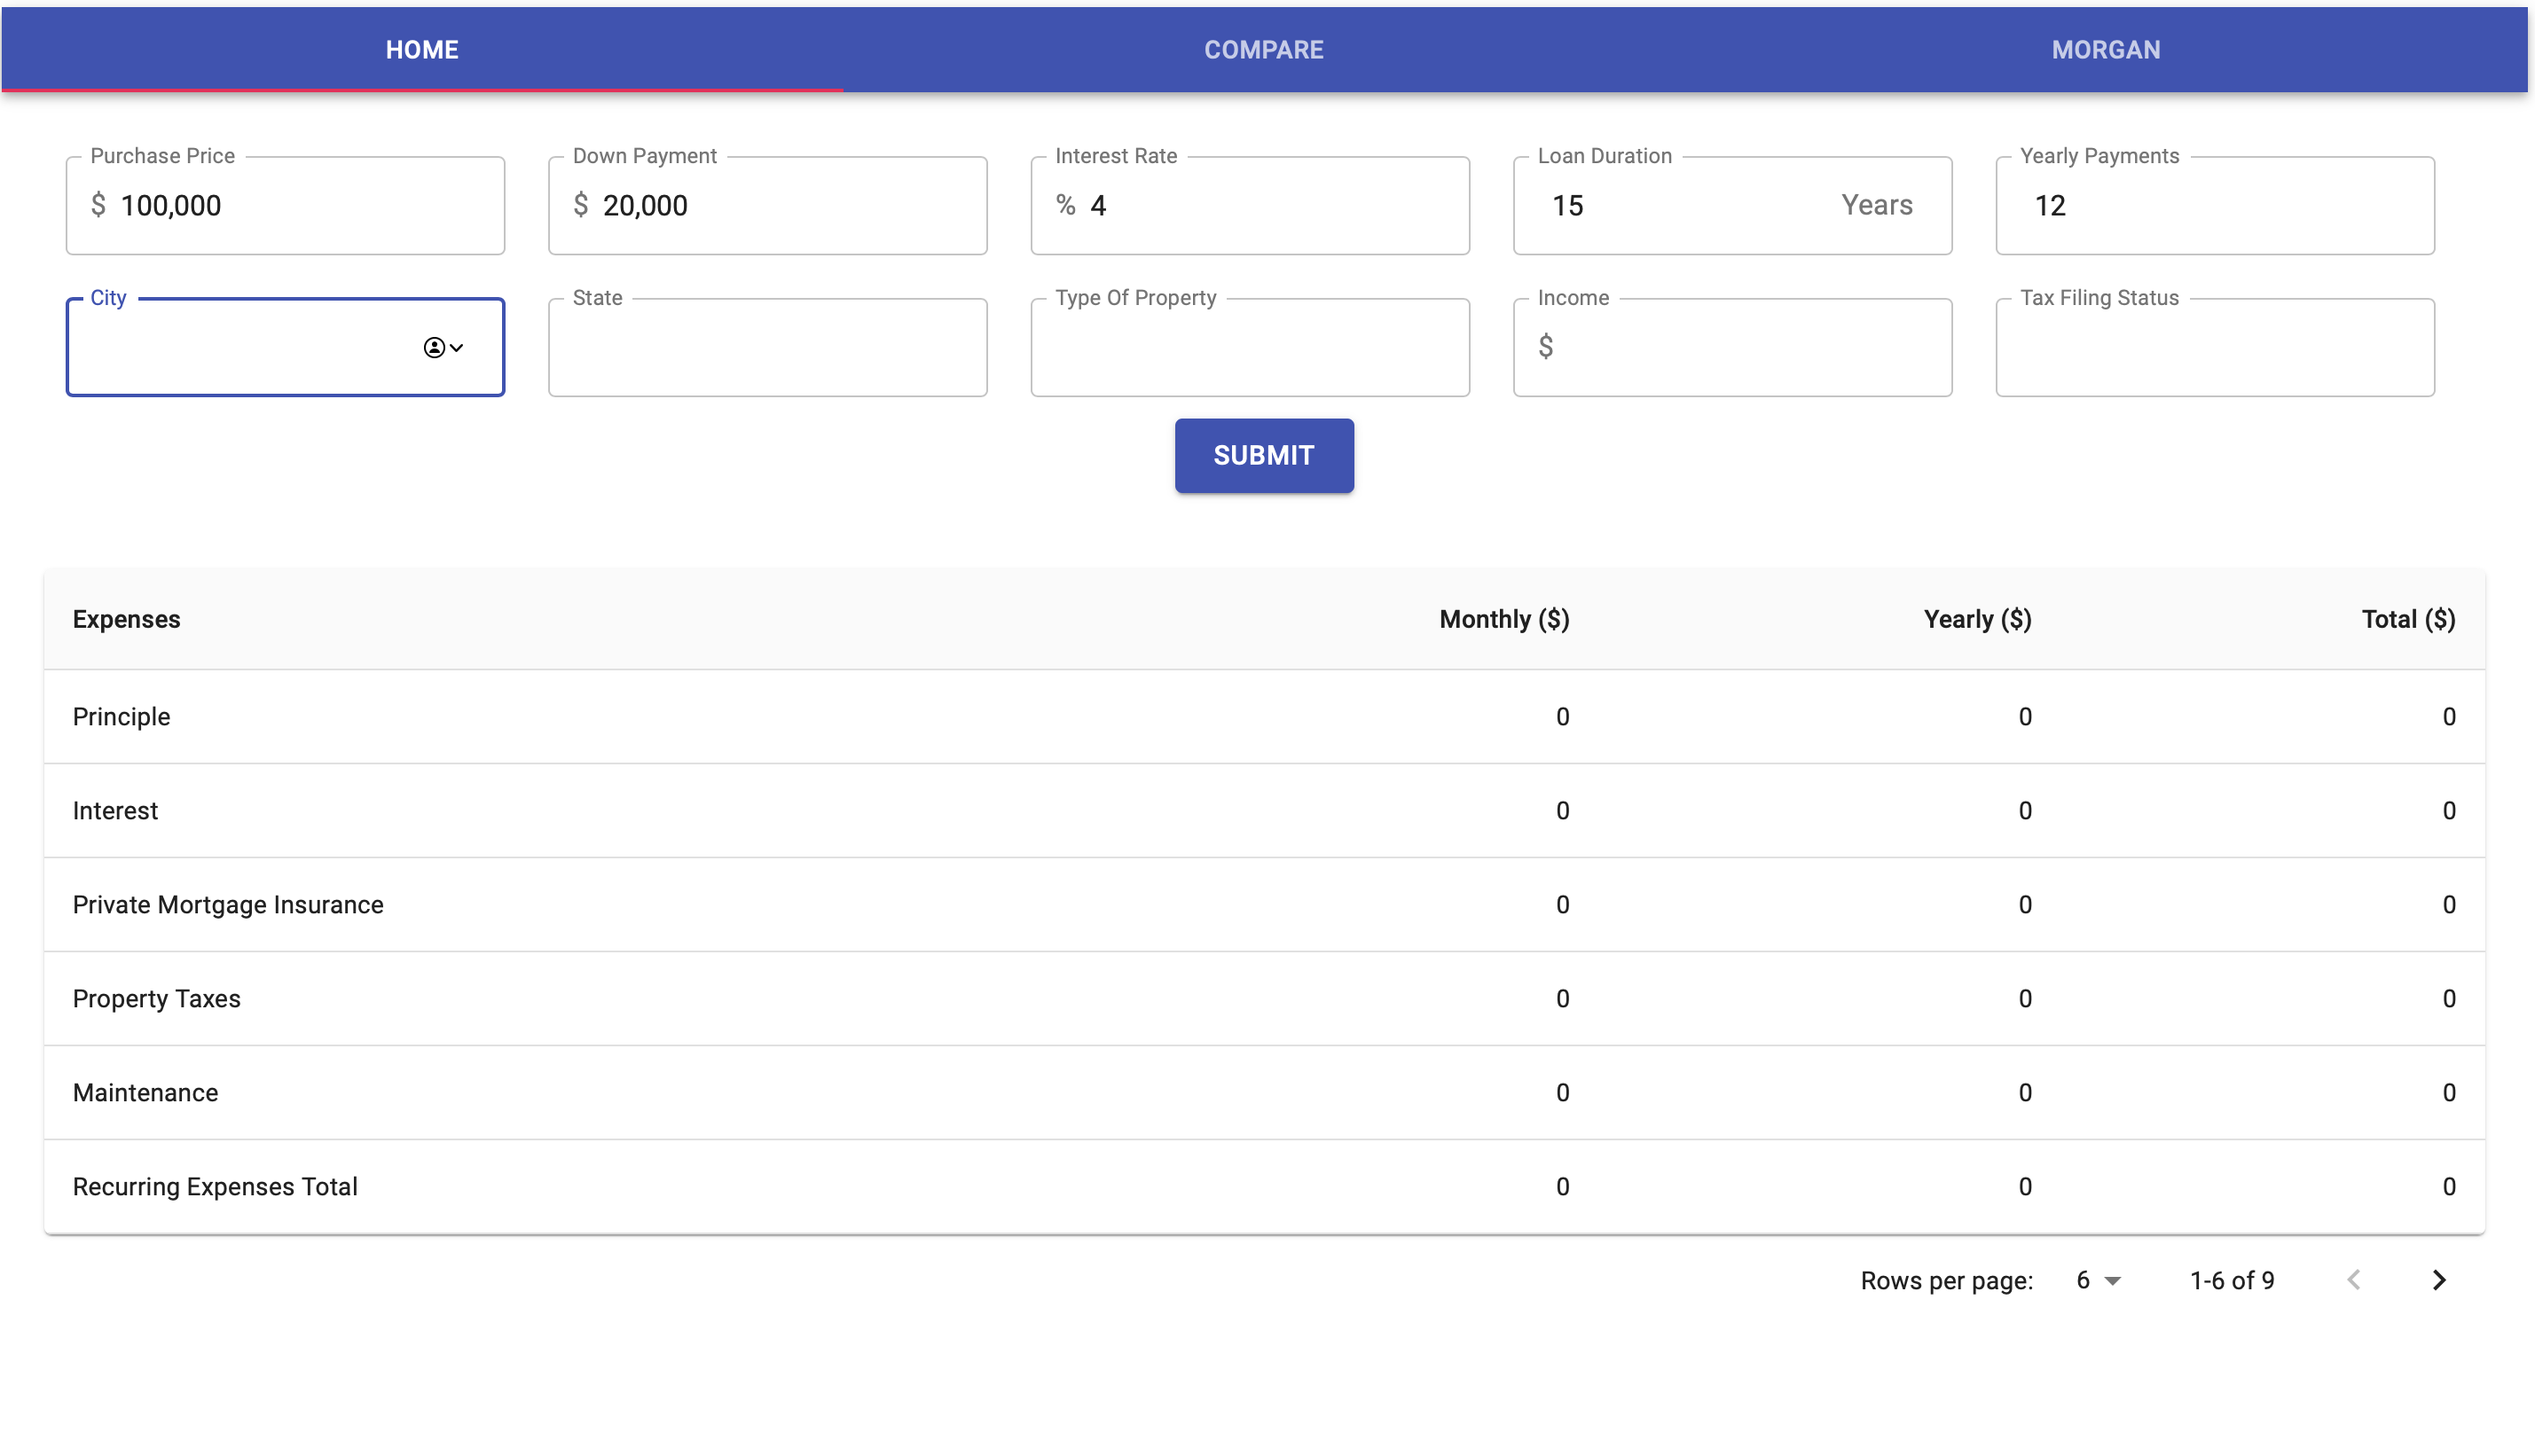 HOME COMPARE MORGAN
Purchase Price Down Payment Interest Rate Loan Duration Yearly Payments
$ 100,000 $ 20,000 % 4 15 Years 12
City State Type Of Property Income Tax Filing Status
$
SUBMIT
Expenses Monthly ($) Yearly ($) Total ($)
Principle 0 0 0
Interest 0 0 0
Private Mortgage Insurance 0 0 0
Property Taxes 0 0 0
Maintenance 0 0 0
Recurring Expenses Total 0 0 0
Rows per page: 6 1-6 of 9